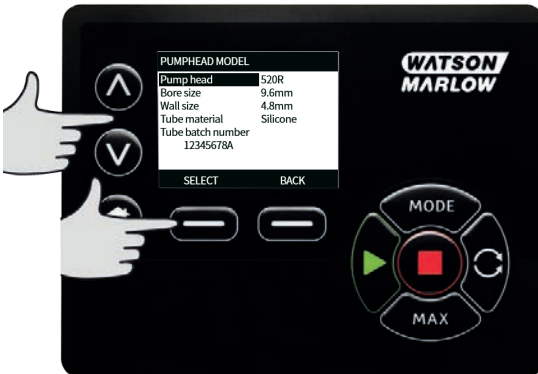 PUMPHEAD MODEL
Pump head 520R
Bore size 9.6mm
Wall size 4.8mm
Tube material Silicone
Tube batch number
12345678A
SELECT BACK
WATSON
MARLOW
MODE
MAX